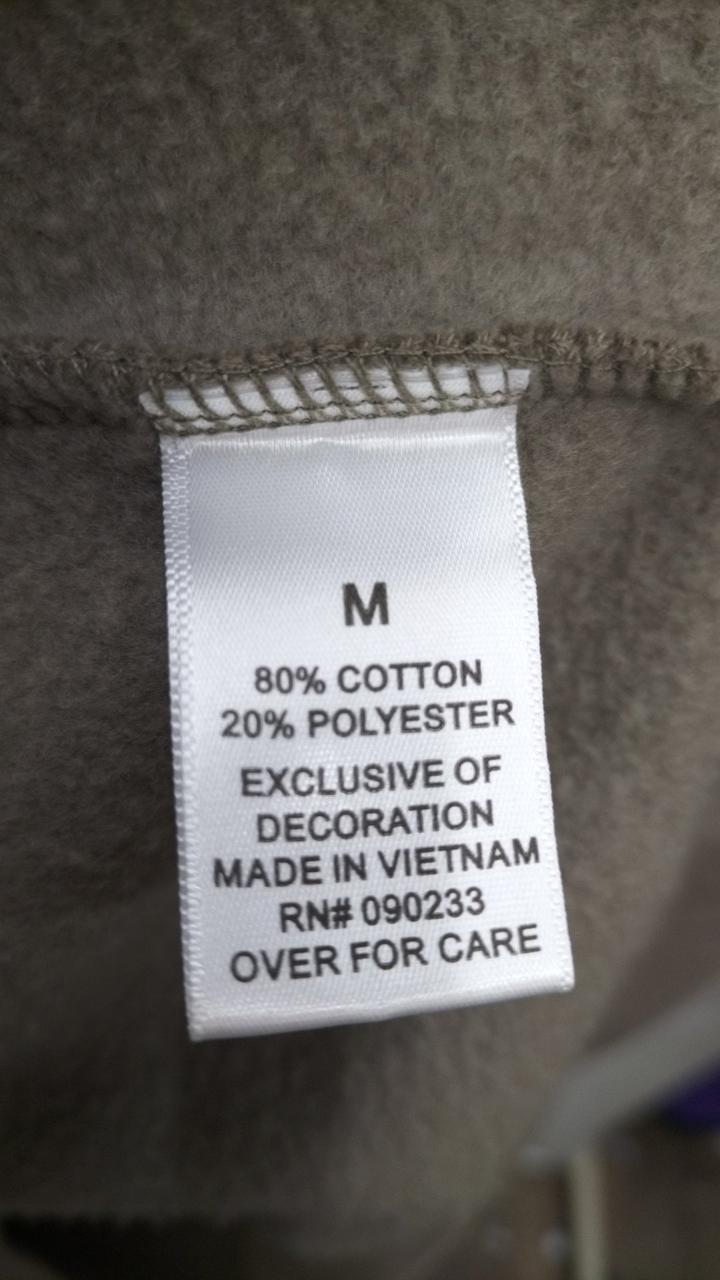 M
80% COTTON
20% POLYESTER
EXCLUSIVE OF
DECORATION
MADE IN VIETNAM
RN# 090233
OVER FOR CARE